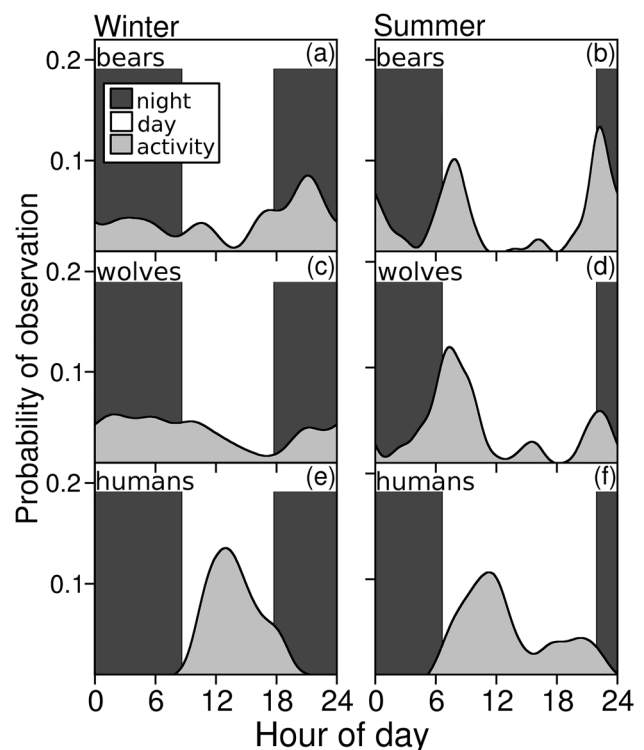 Winter
Summer
bears
(a)
bears
(b)
night
day
activity
0.2
0.1
wolves
(c)
wolves
(d)
0.2
0.1
humans
(e)
humans
(f)
0.2
0.1
Probability of observation
0 6 12 18 24
0 6 12 18 24
Hour of day